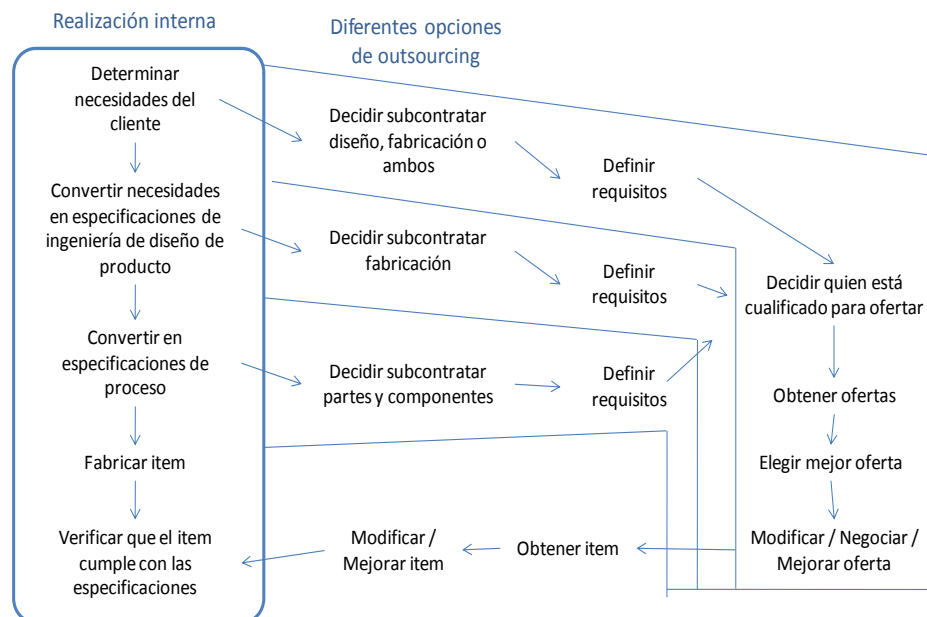 Realización interna
Diferentes opciones
de outsourcing
Determinar
necesidades del
cliente
Convertir necesidades
en especificaciones de
ingeniería de diseño de
producto
Convertir en
especificaciones de
proceso
Fabricar item
Verificar que el item
cumple con las
especificaciones
Decidir subcontratar
diseño, fabricación o
ambos
Definir
requisitos
Decidir subcontratar
fabricación
Definir
requisitos
Decidir subcontratar
partes y componentes
Definir
requisitos
Decidir quien está
cualificado para ofertar
Obtener ofertas
Elegir mejor oferta
Modificar / Negociar /
Mejorar oferta
Obtener item
Modificar /
Mejorar item